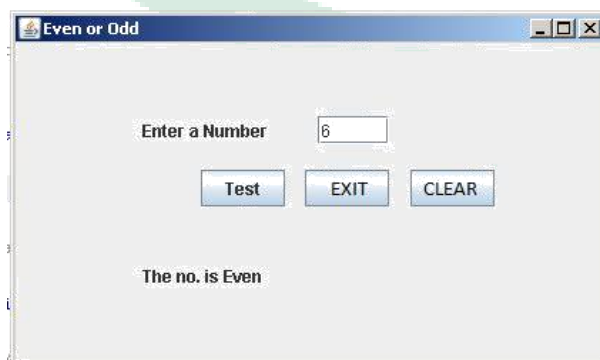 Even or Odd
Enter a Number 6
Test EXIT CLEAR
The no. is Even